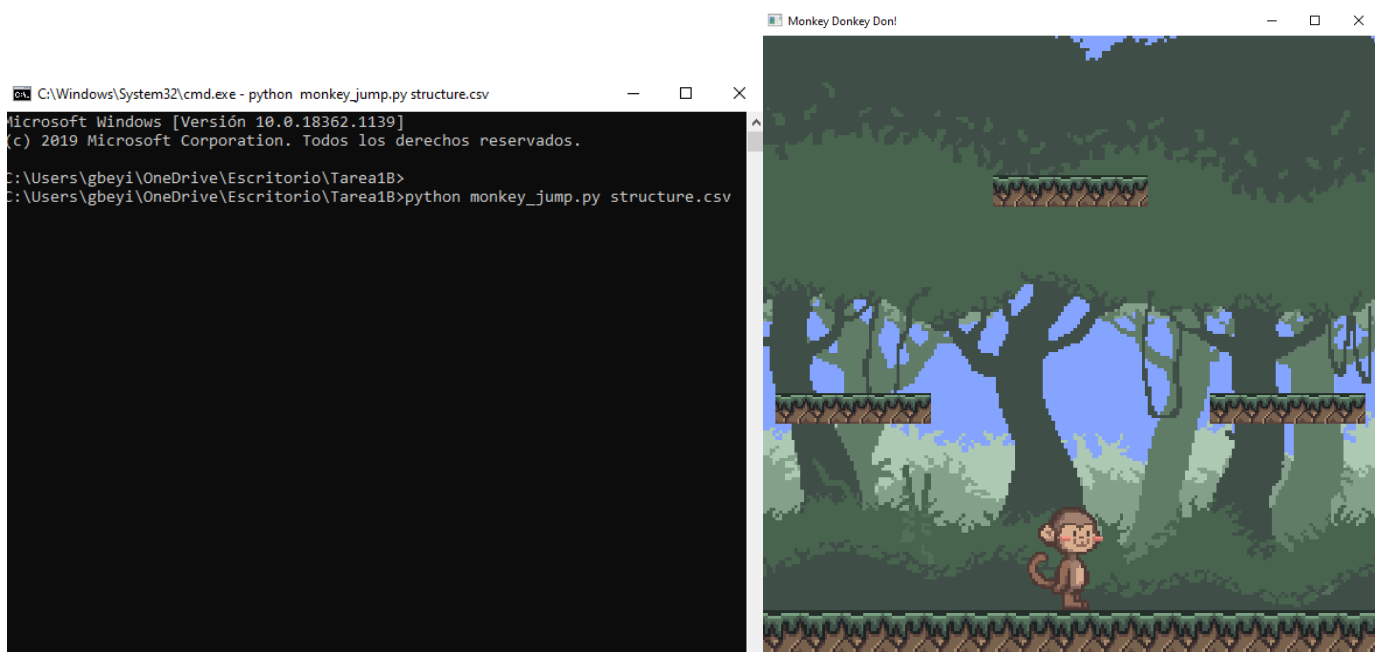 C:\Windows\System32\cmd.exe - python monkey_jump.py structure.csv
Microsoft Windows [Versión 10.0.18362.1139]
(c) 2019 Microsoft Corporation. Todos los derechos reservados.
C:\Users\gbeyi\OneDrive\Escritorio\Tarea1B>
C:\Users\gbeyi\OneDrive\Escritorio\Tarea1B>python monkey_jump.py structure.csv
Monkey Donkey Don!